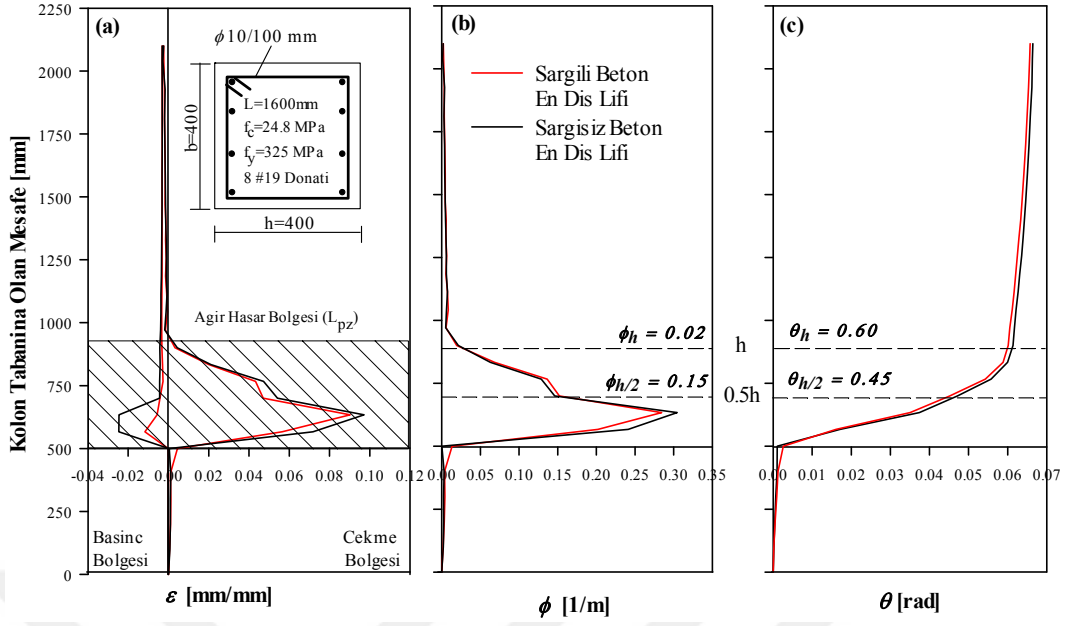 (a)
(b)
(c)
Kolon Tabanina Olan Mesafe [mm]
2250
2000
1750
1500
1250
1000
750
500
250
0
ϕ10/100 mm
b=400
L=1600mm
fc=24.8 MPa
fy=325 MPa
8 #19 Donati
h=400
Agir Hasar Bolgesi (Lpz)
-0.04 -0.02 0.00 0.02 0.04 0.06 0.08 0.10 0.12
Basinc
Bolgesi
Cekme
Bolgesi
ε [mm/mm]
Sargili Beton
En Dis Lifi
Sargisiz Beton
En Dis Lifi
ϕh = 0.02
ϕh/2 = 0.15
0.00 0.05 0.10 0.15 0.20 0.25 0.30 0.35
ϕ [1/m]
h
0.5h
θh = 0.60
θh/2 = 0.45
0.00 0.01 0.02 0.03 0.04 0.05 0.06 0.07
θ [rad]